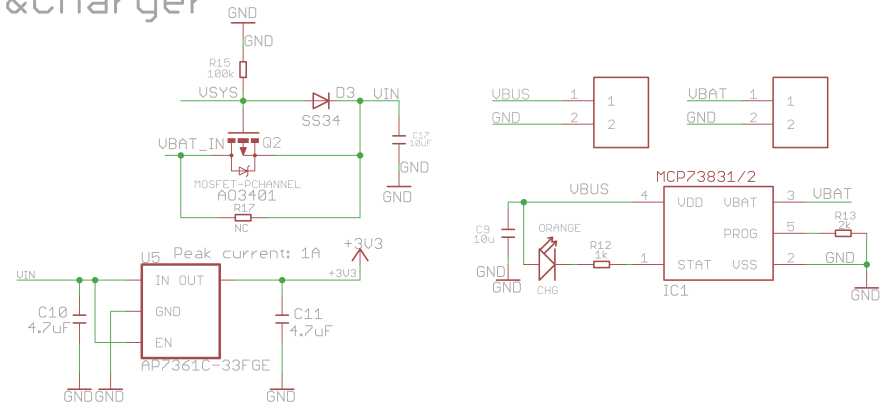 &Charger
GND
GND
R15
100k
VSYS
D3
VIN
SS34
C17
10uF
VBAT_IN
Q2
GND
GND
MOSFET-PCHANNEL
AO3401
R17
NC
VBUS 1 1
GND 2 2
VBAT 1 1
GND 2 2
MCP73831/2
VBUS 4 VDD VBAT 3 VBAT
C9
10u
ORANGE
R12
1k
PROG 5
R13
2k
1 STAT VSS 2 GND
GND
GND
CHG
IC1
GND
U5 Peak current: 1A
+3V3
VIN
IN OUT
+3V3
C10
4.7uF
GND
EN
C11
4.7uF
AP7361C-33FGE
GND GND
GND